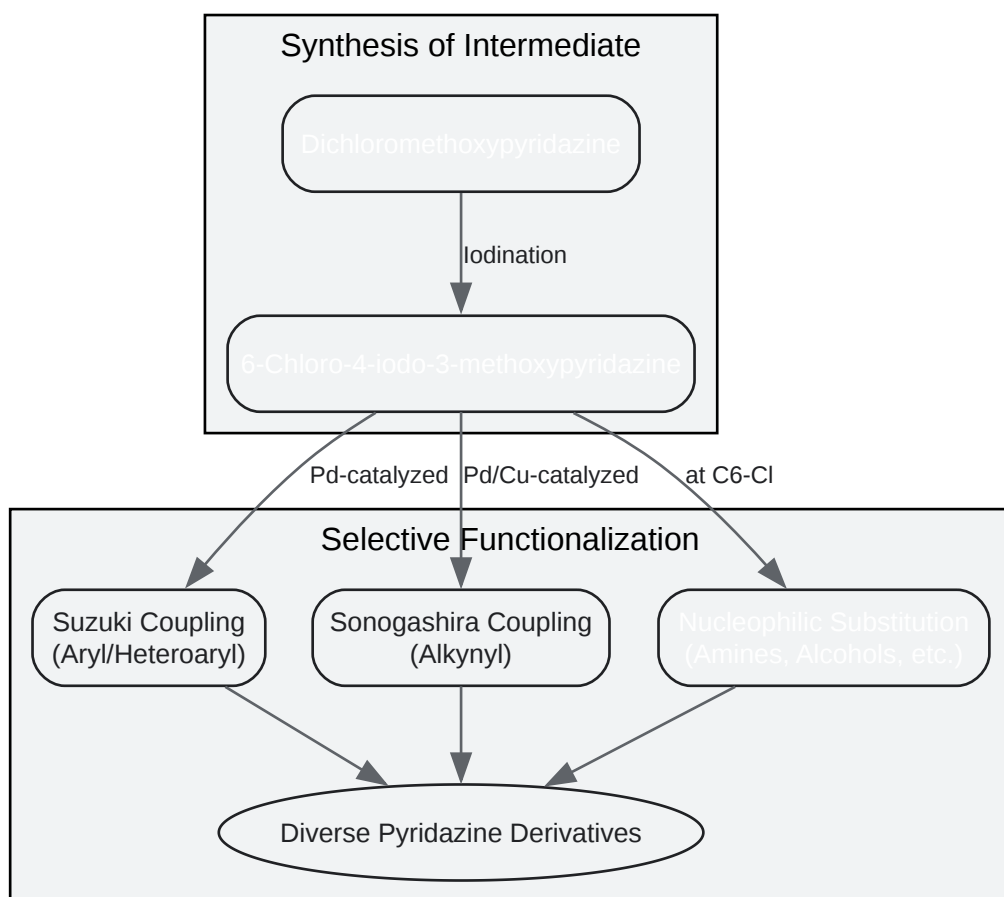 Synthesis of Intermediate
Dichloromethoxypyridazine
Iodination
6-Chloro-4-iodo-3-methoxypyridazine
Pd-catalyzed
Pd/Cu-catalyzed
at C6-Cl
Selective Functionalization
Suzuki Coupling
(Aryl/Heteroaryl)
Sonogashira Coupling
(Alkynyl)
Nucleophilic Substitution
(Amines, Alcohols, etc.)
Diverse Pyridazine Derivatives